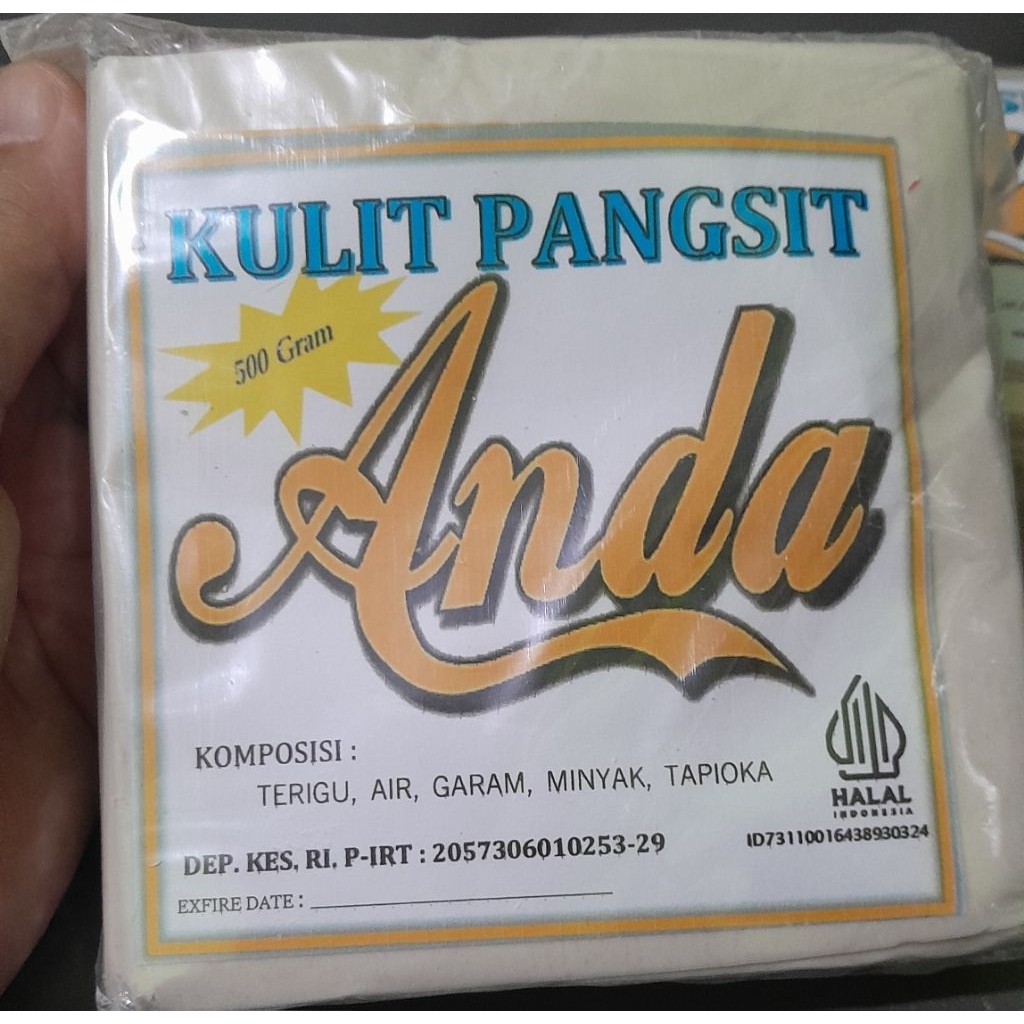 KULIT PANGSIT
500 Gram
Anda
KOMPOSISI :
TERIGU, AIR, GARAM, MINYAK, TAPIOKA
HALAL
INDONESIA
ID73110016438930324
DEP. KES. RI. P-IRT : 2057306010253-29
EXFIRE DATE :